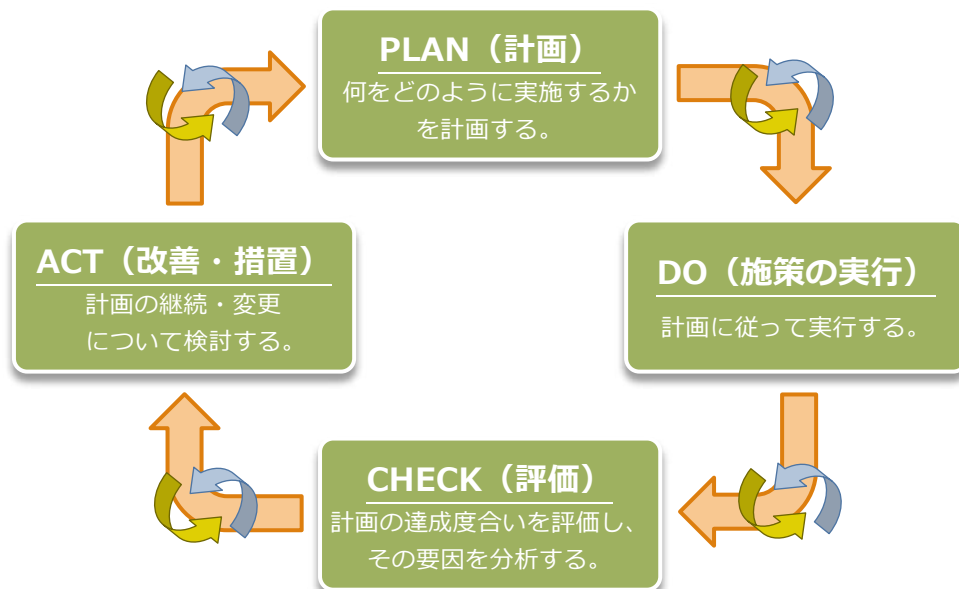 PLAN（計画）
何をどのように実施するか
を計画する。
ACT（改善・措置）
計画の継続・変更
について検討する。
DO（施策の実行）
計画に従って実行する。
CHECK（評価）
計画の達成度合いを評価し、
その要因を分析する。